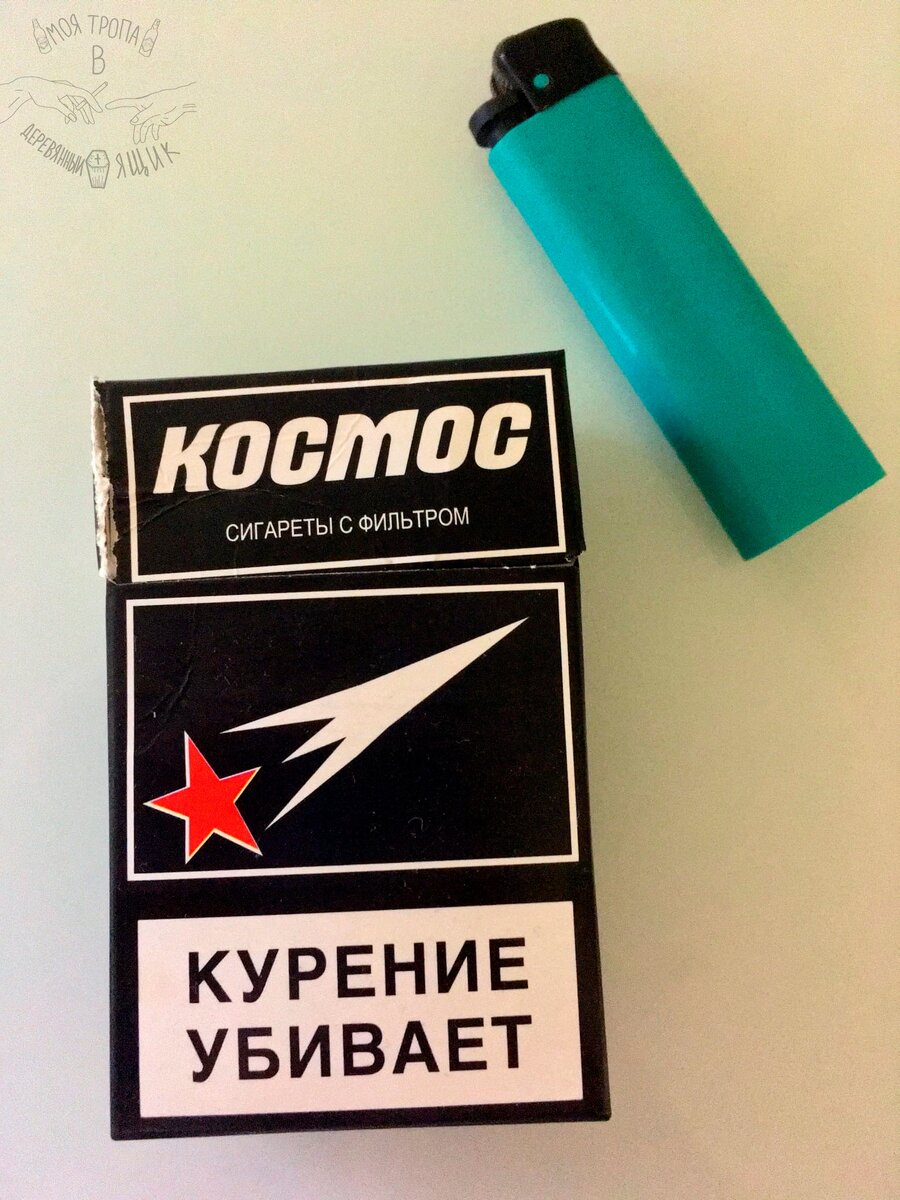 МОЯ ТРОПА
В
ДЕРЕВЯННЫЙ ЯЩИК
КОСМОС
СИГАРЕТЫ С ФИЛЬТРОМ
КУРЕНИЕ
УБИВАЕТ